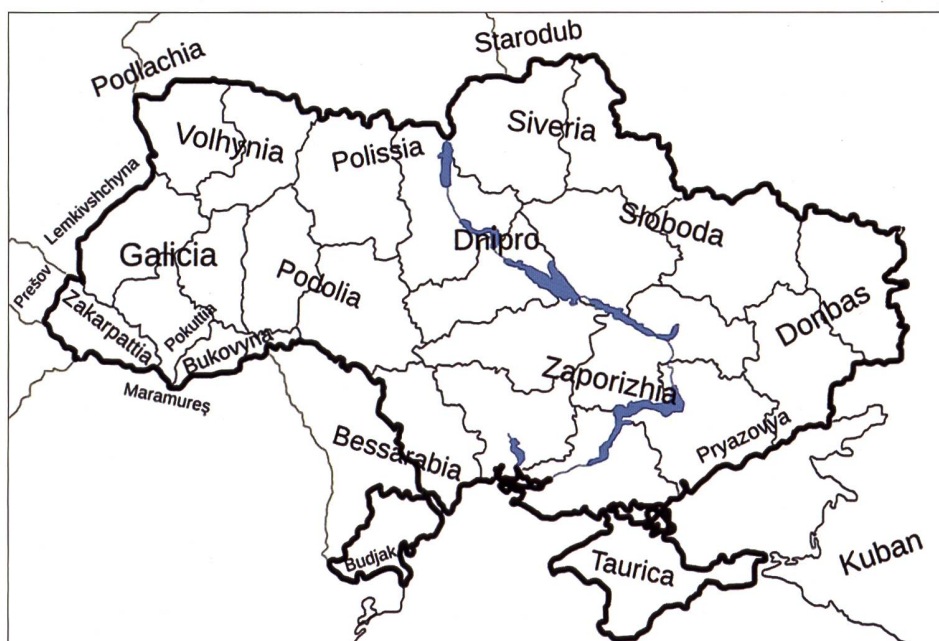 Starodub
Podlachia
Siveria
Volhynia
Polissia
Lemkivshchyna
Sloboda
Dnipro
Galicia
Podolia
Prešov
Zakarpattia
Pokuttia
Bukovyna
Donbas
Maramureş
Zaporizhia
Pryazovya
Bessarabia
Budjak
Taurica
Kuban